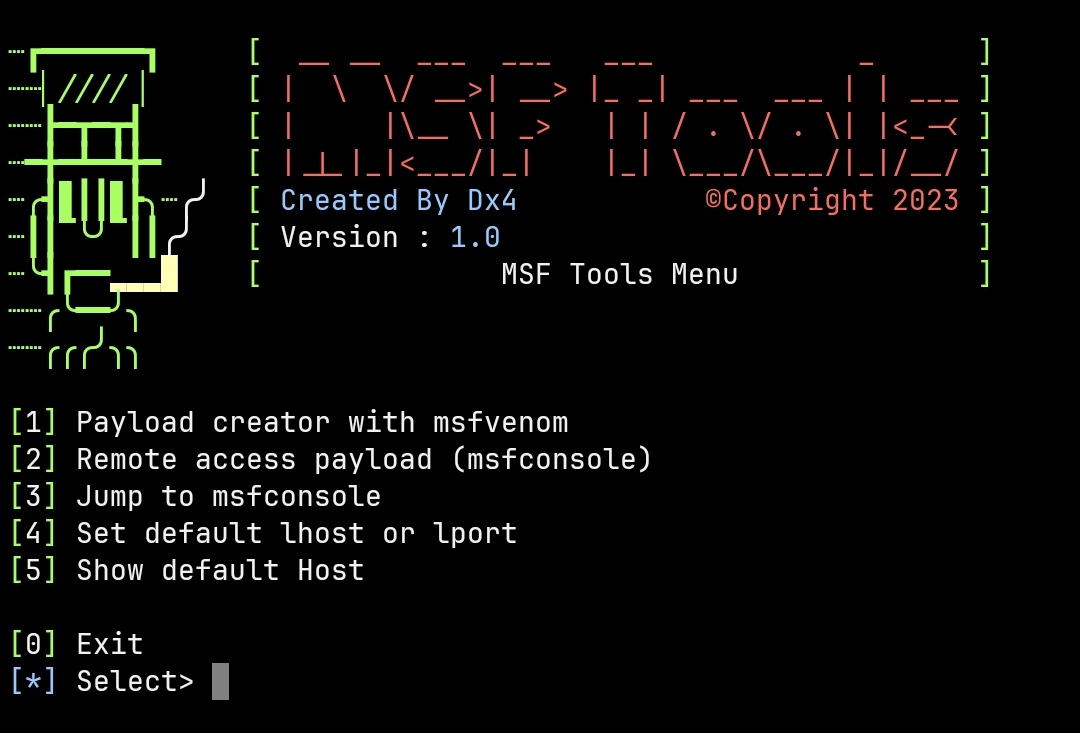 MSF Tools
Created By Dx4 ©Copyright 2023
Version : 1.0
MSF Tools Menu
[1] Payload creator with msfvenom
[2] Remote access payload (msfconsole)
[3] Jump to msfconsole
[4] Set default lhost or lport
[5] Show default Host
[0] Exit
[*] Select>